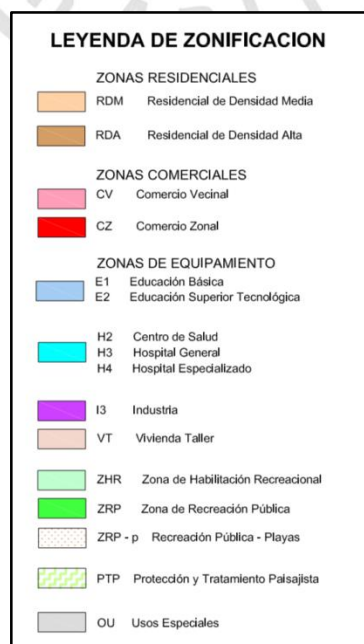 LEYENDA DE ZONIFICACION
ZONAS RESIDENCIALES
RDM Residencial de Densidad Media
RDA Residencial de Densidad Alta
ZONAS COMERCIALES
CV Comercio Vecinal
CZ Comercio Zonal
ZONAS DE EQUIPAMIENTO
E1 Educación Básica
E2 Educación Superior Tecnológica
H2 Centro de Salud
H3 Hospital General
H4 Hospital Especializado
I3 Industria
VT Vivienda Taller
ZHR Zona de Habilitación Recreacional
ZRP Zona de Recreación Pública
ZRP - p Recreación Pública - Playas
PTP Protección y Tratamiento Paisajista
OU Usos Especiales